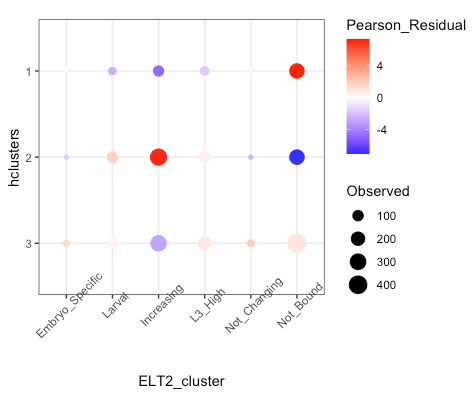 Pearson_Residual
4
0
-4
Observed
100
200
300
400
hclusters
1
2
3
Embryo_Specific
Larval
Increasing
L3_High
Not_Changing
Not_Bound
ELT2_cluster